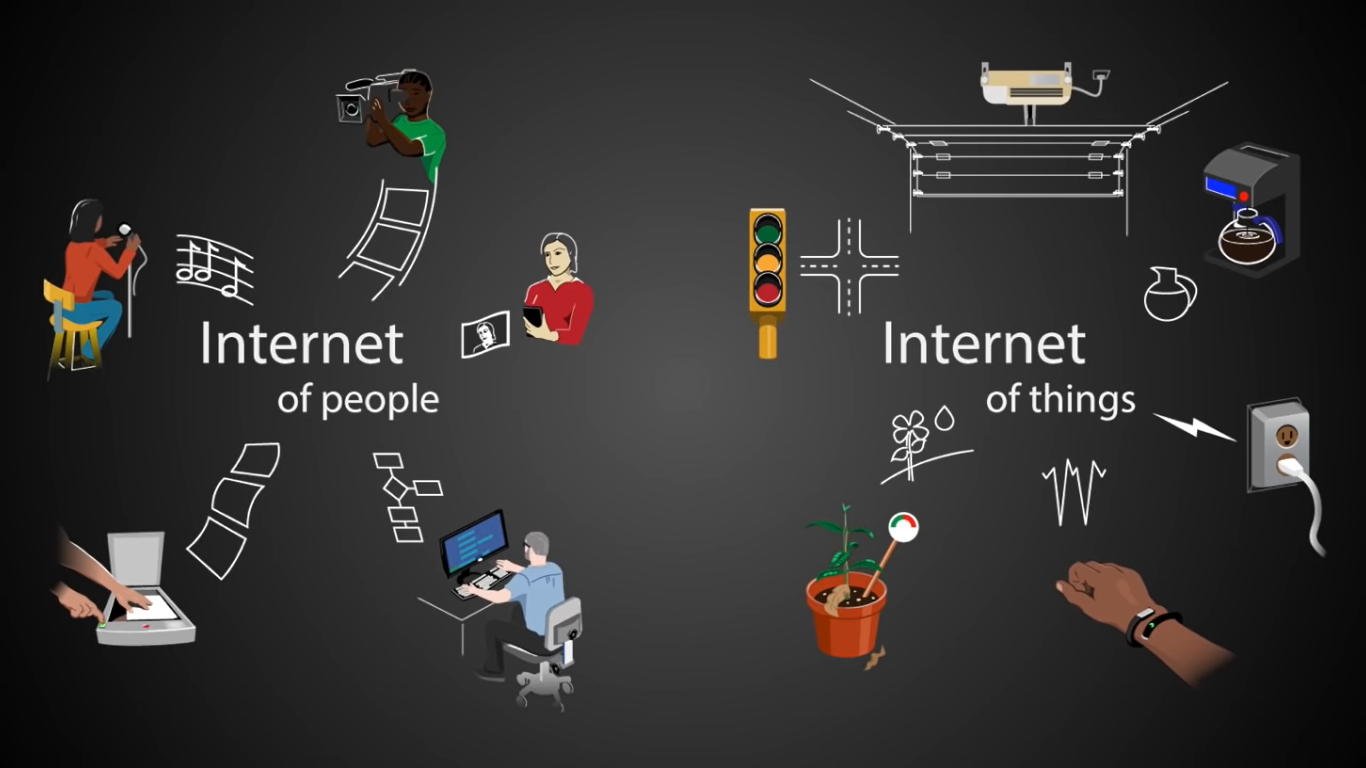 Internet
of people
Internet
of things